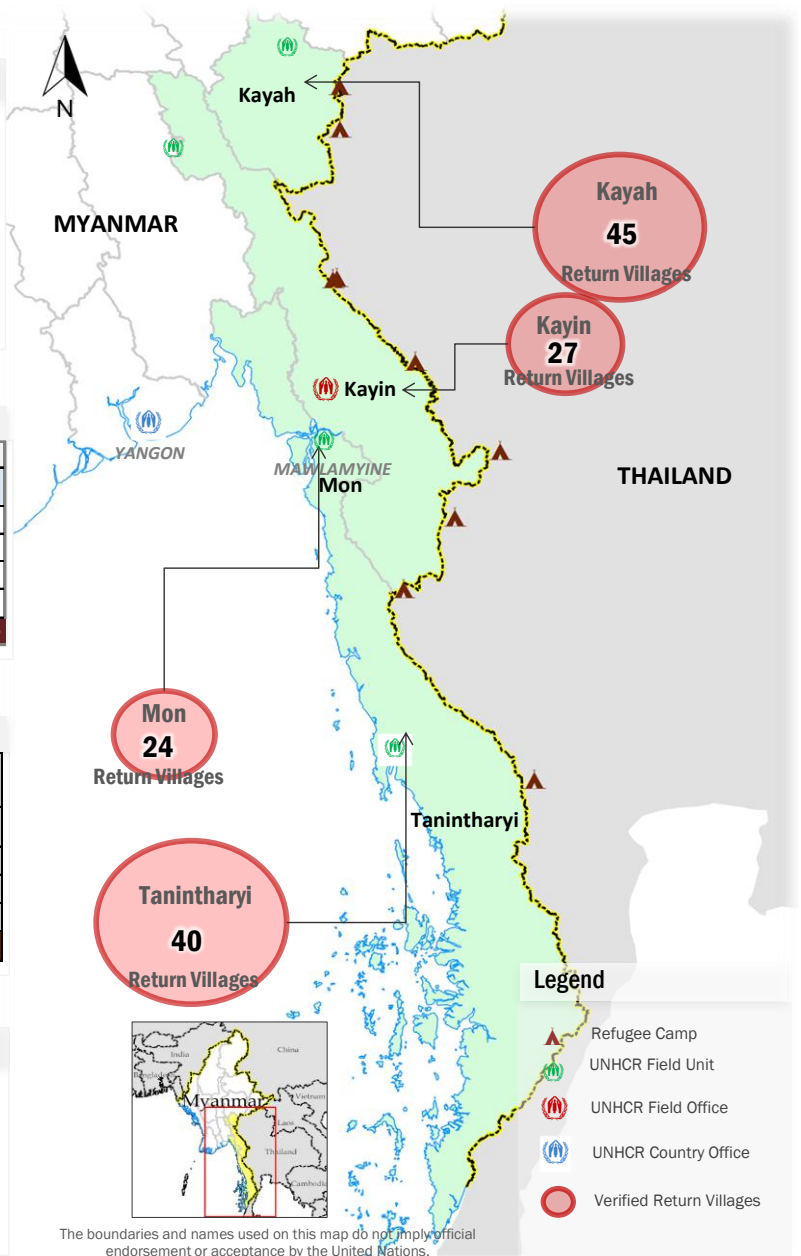 N
Kayah
MYANMAR
Kayah
45
Return Villages
Kayin
27
Return Villages
Kayin
YANGON
MAWLAMYINE
Mon
THAILAND
Mon
24
Return Villages
Tanintharyi
Tanintharyi
40
Return Villages
Legend
Refugee Camp
UNHCR Field Unit
UNHCR Field Office
UNHCR Country Office
Verified Return Villages
India
China
Bangladesh
Myanmar
Vietnam
Laos
Thailand
Cambodia
The boundaries and names used on this map do not imply official
endorsement or acceptance by the United Nations.